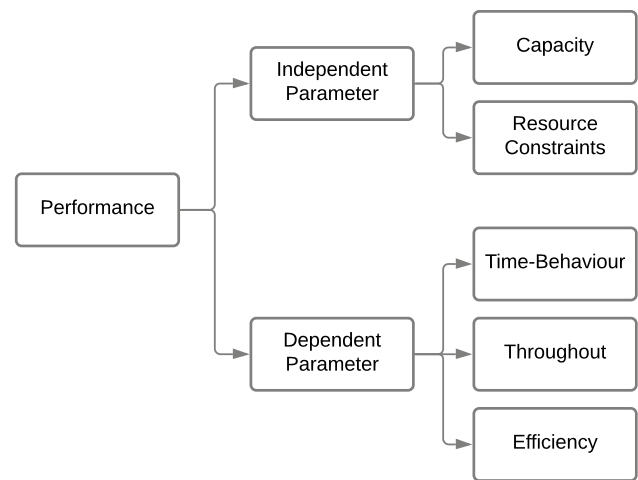 Performance
Independent
Parameter
Capacity
Resource
Constraints
Dependent
Parameter
Time-Behaviour
Throughout
Efficiency